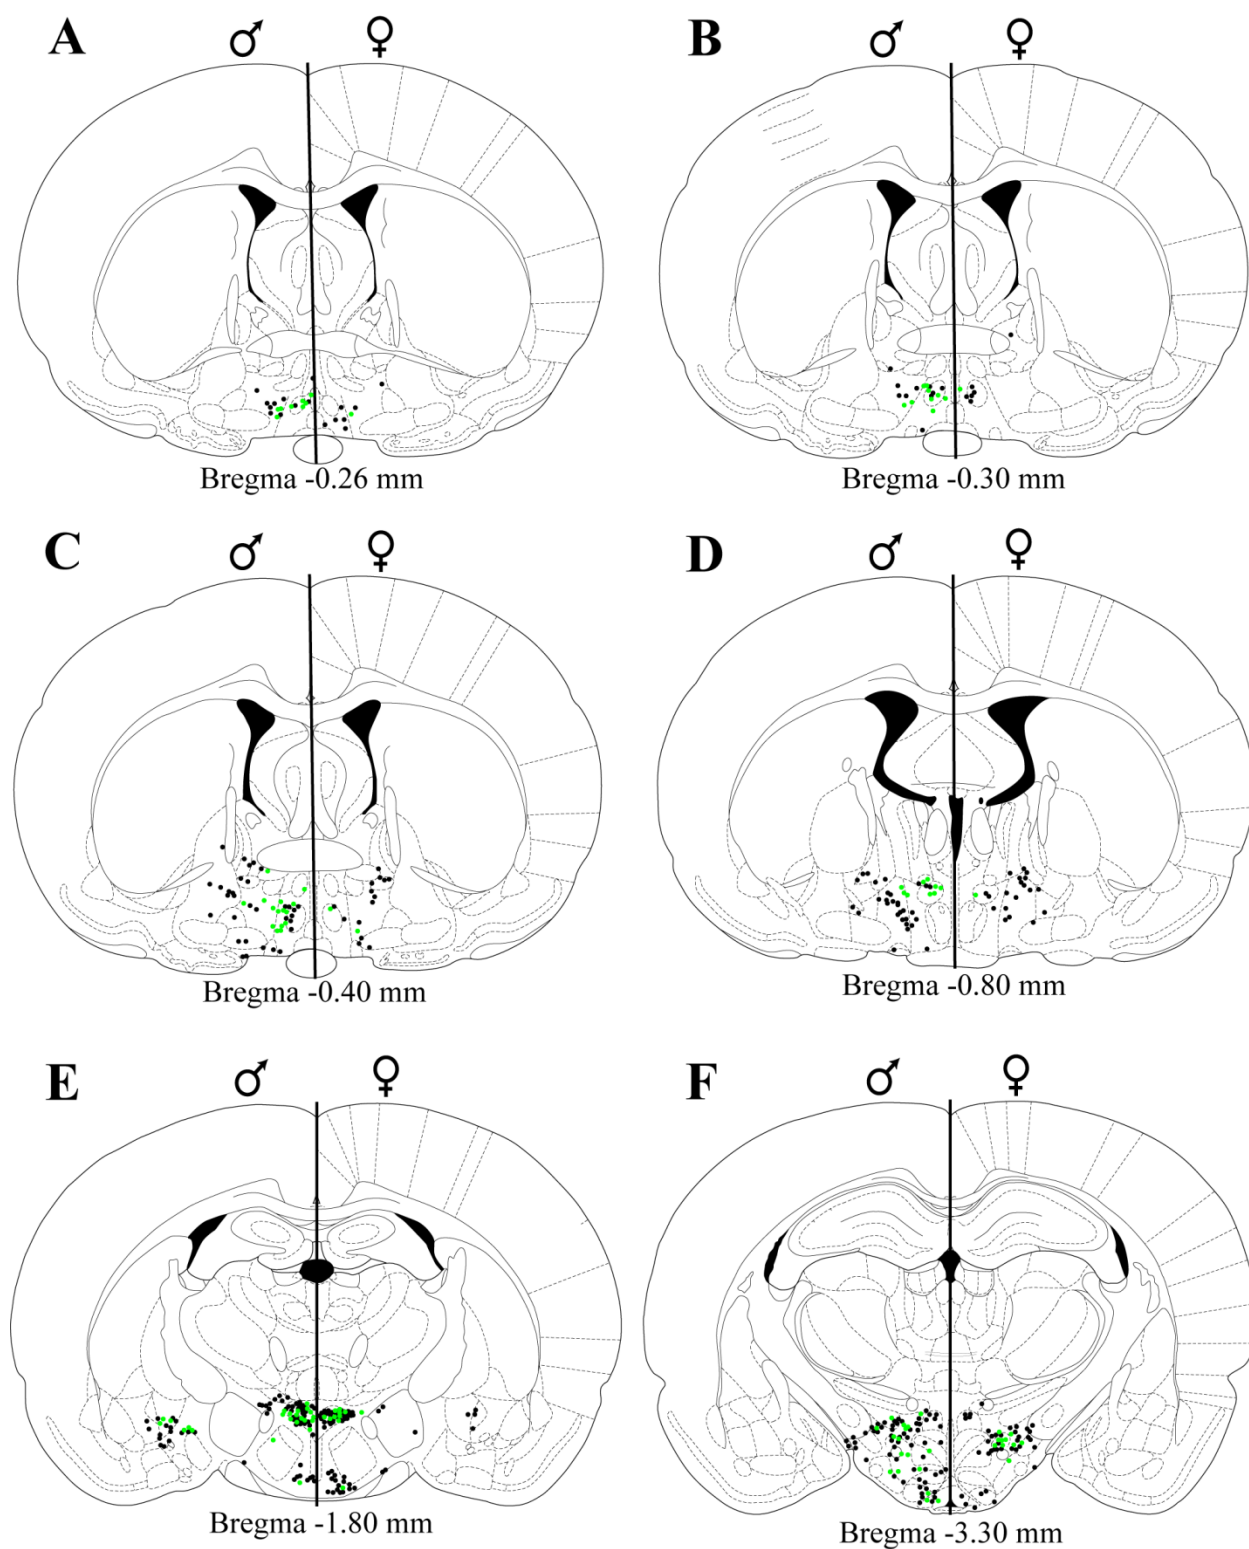 A ♂ ♀
B ♂ ♀
Bregma -0.26 mm
Bregma -0.30 mm
C ♂ ♀
D ♂ ♀
Bregma -0.40 mm
Bregma -0.80 mm
E ♂ ♀
F ♂ ♀
Bregma -1.80 mm
Bregma -3.30 mm